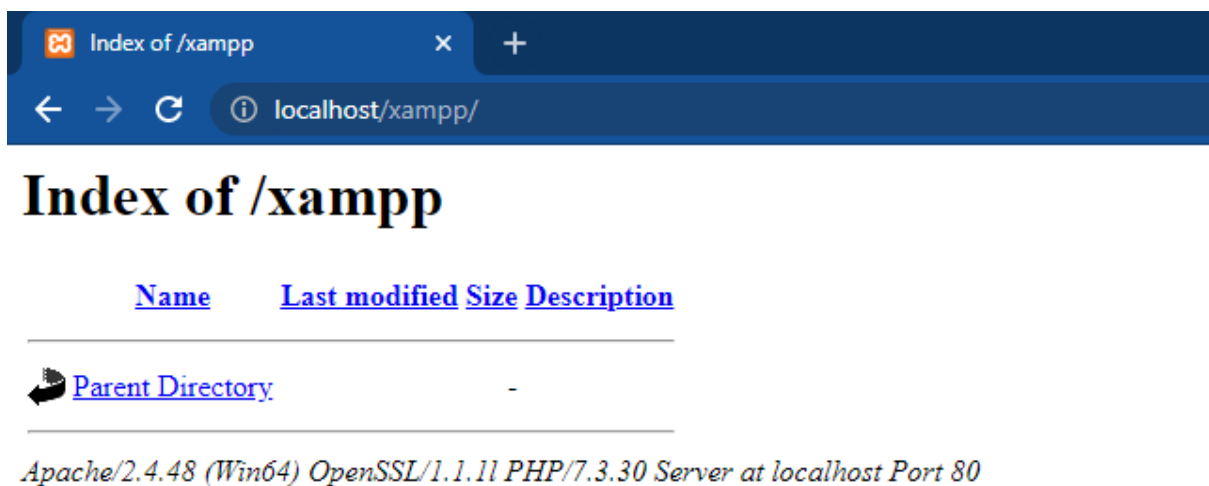 Index of /xampp
localhost/xampp/
Index of /xampp
Name Last modified Size Description
Parent Directory -
Apache/2.4.48 (Win64) OpenSSL/1.1.1l PHP/7.3.30 Server at localhost Port 80